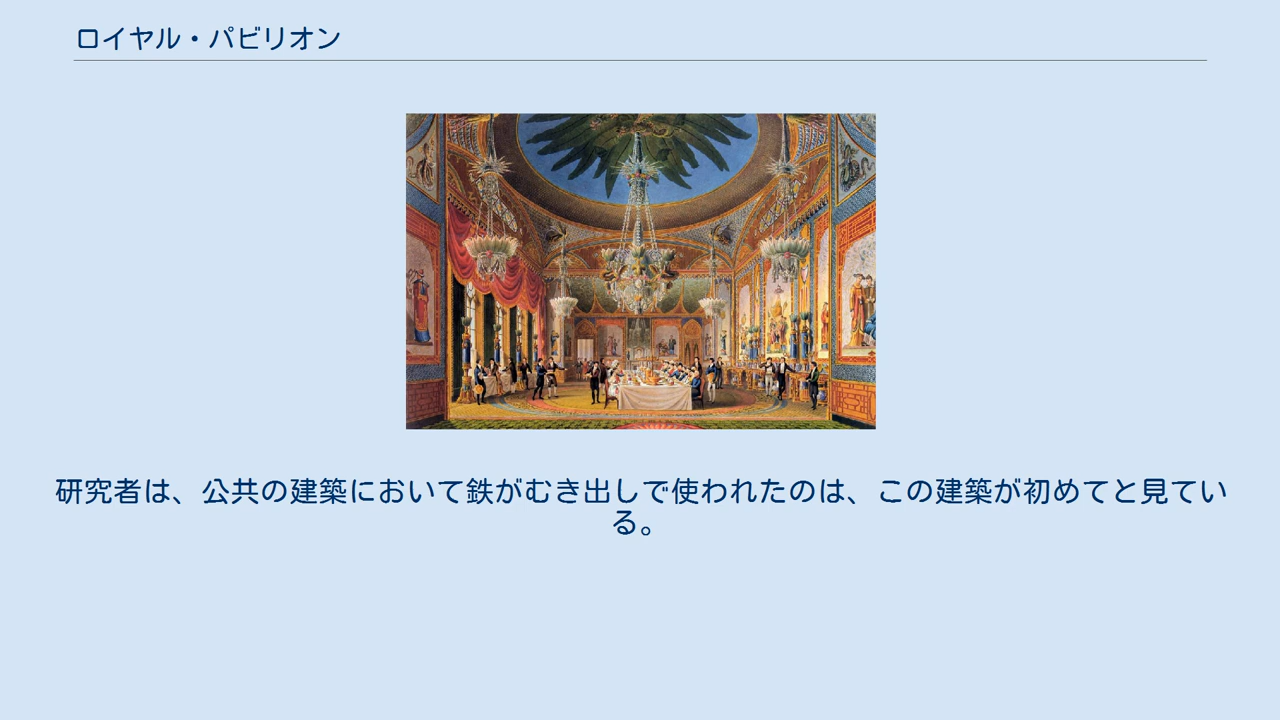 ロイヤル・パビリオン
研究者は、公共の建築において鉄がむき出しで使われたのは、この建築が初めてと見てい
る。